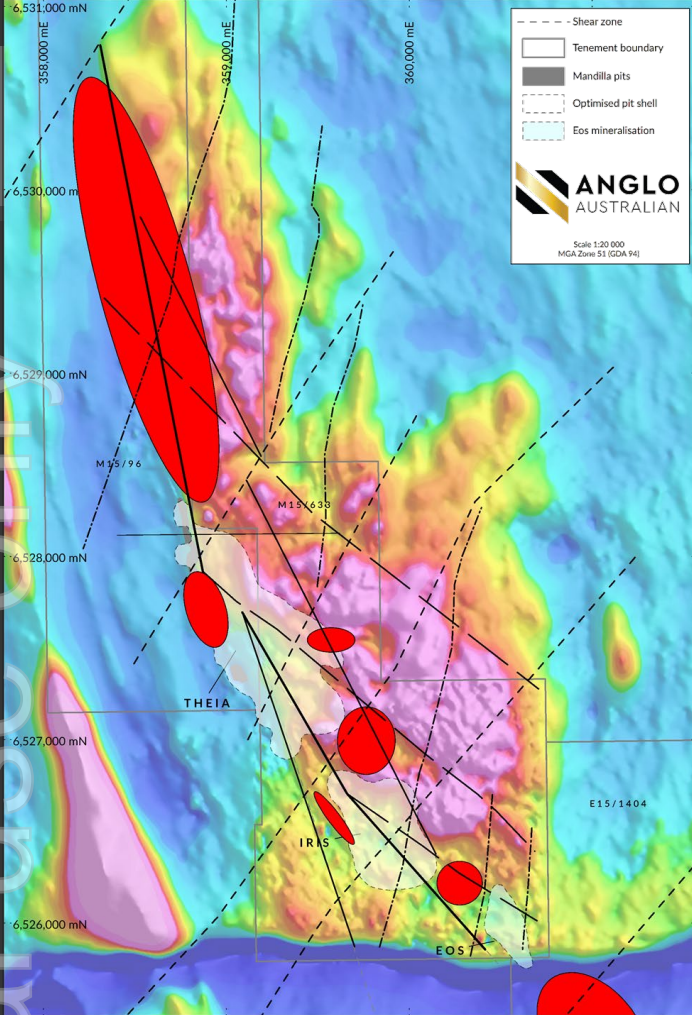 6,531,000 mN
358,000 mE
359,000 mE
360,000 mE
Shear zone
Tenement boundary
Mandilla pits
Optimised pit shell
Eos mineralisation
ANGLO
AUSTRALIAN
Scale 1:20 000
MGA Zone 51 (GDA 94)
6,530,000 m
6,529,000 mN
M15/96
M15/633
6,528,000 mN
THEIA
6,527,000 mN
E15/1404
IRIS
6,526,000 mN
EOS